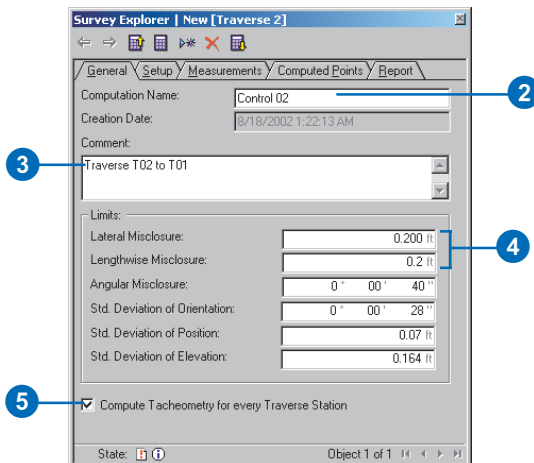 Survey Explorer | New [Traverse 2]
General Setup Measurements Computed Points Report
Computation Name: Control 02
2
Creation Date: 8/18/2002 1:22:13 AM
Comment:
3
Traverse T02 to T01
Limits:
Lateral Misclosure: 0.200 ft
4
Lengthwise Misclosure: 0.2 ft
Angular Misclosure: 0 ° 00 ' 40 "
Std. Deviation of Orientation: 0 ° 00 ' 28 "
Std. Deviation of Position: 0.07 ft
Std. Deviation of Elevation: 0.164 ft
5
Compute Tacheometry for every Traverse Station
State: Object 1 of 1